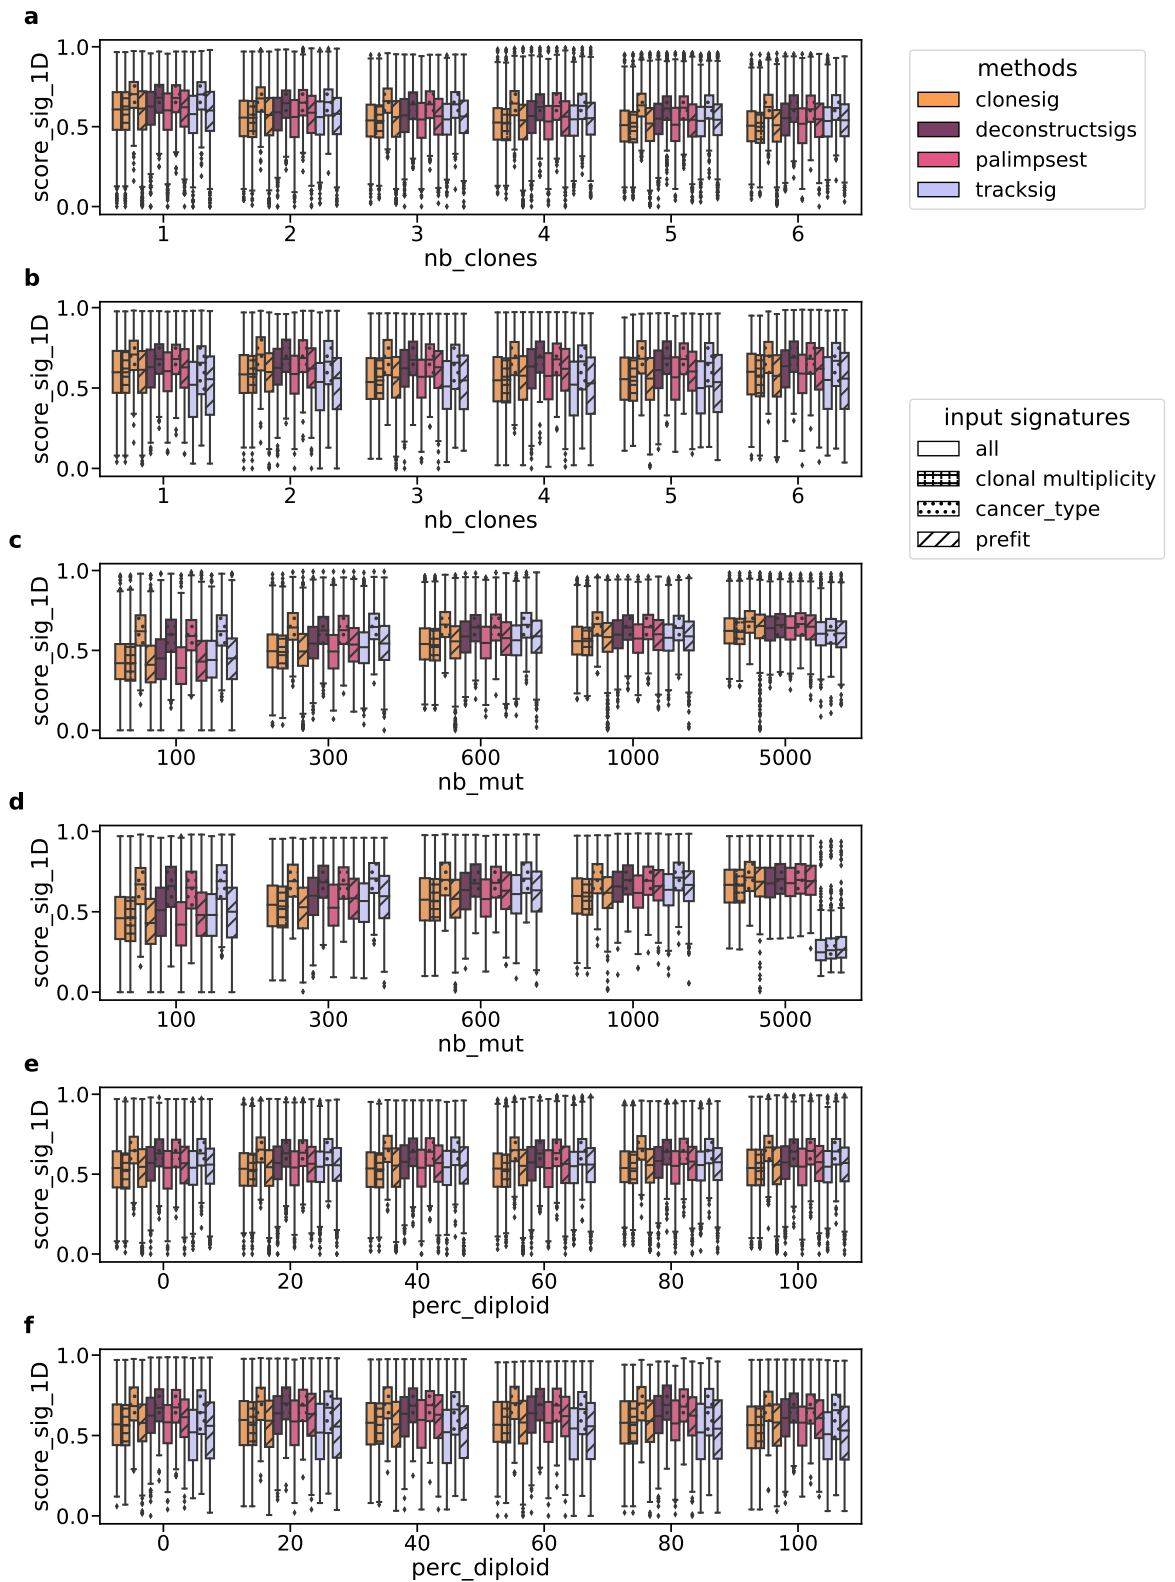 a
1.0
0.5
0.0
score_sig_1D
1 2 3 4 5 6
nb_clones
methods
clonesig
deconstructsigs
palimpsest
tracksig
b
1.0
0.5
0.0
score_sig_1D
1 2 3 4 5 6
nb_clones
input signatures
all
clonal multiplicity
cancer_type
prefit
c
1.0
0.5
0.0
score_sig_1D
100 300 600 1000 5000
nb_mut
d
1.0
0.5
0.0
score_sig_1D
100 300 600 1000 5000
nb_mut
e
1.0
0.5
0.0
score_sig_1D
0 20 40 60 80 100
perc_diploid
f
1.0
0.5
0.0
score_sig_1D
0 20 40 60 80 100
perc_diploid